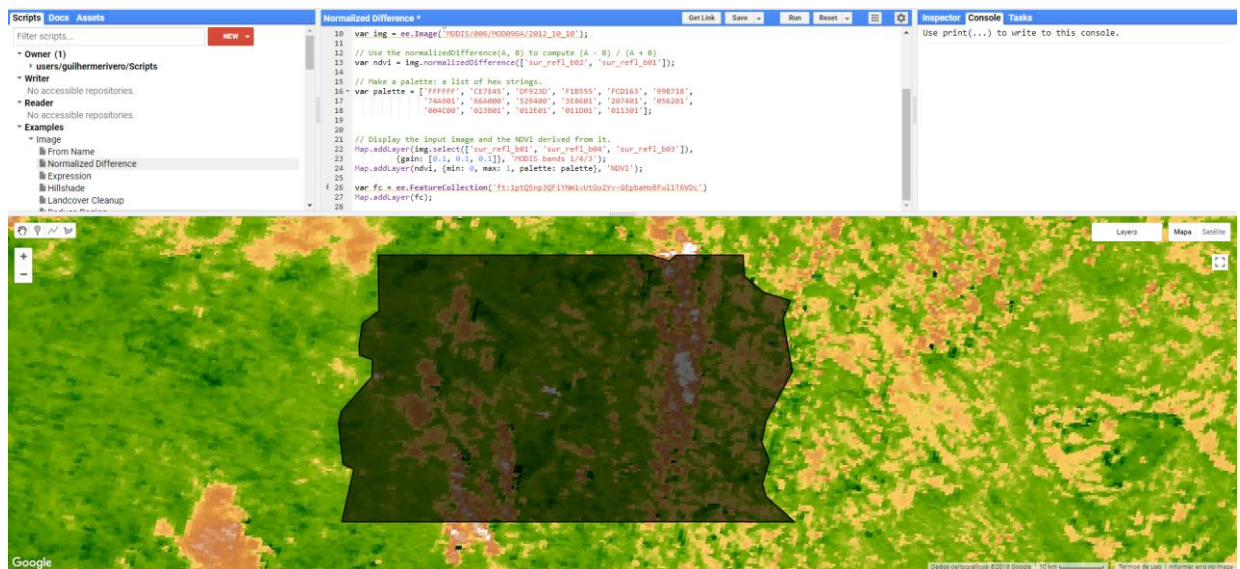 Scripts Docs Assets
Filter scripts...
NEW
Owner (1)
users/guilhermerivero/Scripts
Writer
No accessible repositories.
Reader
No accessible repositories.
Examples
Image
From Name
Normalized Difference
Expression
Hillshade
Landcover Cleanup
Reduce Region
Normalized Difference *
Get Link Save Run Reset
10 var img = ee.Image('MODIS/006/MOD09GA/2012_10_10');
11
12 // Use the normalizedDifference(A, B) to compute (A - B) / (A + B)
13 var ndvi = img.normalizedDifference(['sur_refl_b02', 'sur_refl_b01']);
14
15 // Make a palette: a list of hex strings.
16 var palette = ['FFFFFF', 'CE7E45', 'DF923D', 'F1B555', 'FCD163', '99B718',
17 '74A901', '66A000', '529400', '3E8601', '207401', '056201',
18 '004C00', '023B01', '012E01', '011D01', '011301'];
19
20
21 // Display the input image and the NDVI derived from it.
22 Map.addLayer(img.select(['sur_refl_b01', 'sur_refl_b04', 'sur_refl_b03']),
23 {gain: [0.1, 0.1, 0.1]}, 'MODIS bands 1/4/3');
24 Map.addLayer(ndvi, {min: 0, max: 1, palette: palette}, 'NDVI');
25
i 26 var fc = ee.FeatureCollection(
27 Map.addLayer(fc);
28
Inspector Console Tasks
Use print(...) to write to this console.
Layers
Mapa Satélite
Google
Dados cartográficos ©2018 Google 10 km Termos de Uso Informar erro no mapa